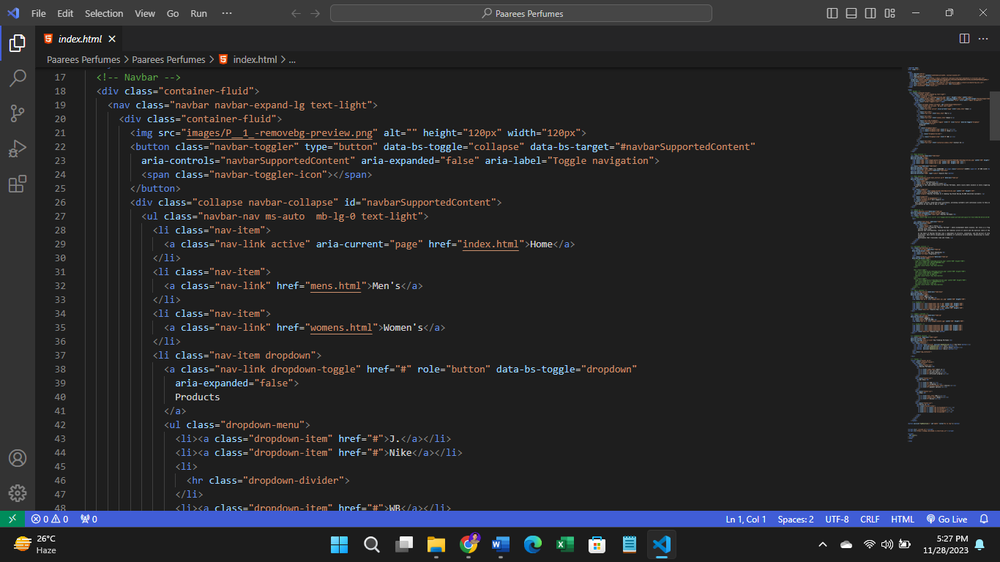 File Edit Selection View Go Run ··· Paarees Perfumes
index.html
Paarees Perfumes > Paarees Perfumes > index.html > ...
17 <!-- Navbar -->
18 <div class="container-fluid">
19 <nav class="navbar navbar-expand-lg text-light">
20 <div class="container-fluid">
21 <img src="images/P__1_-removebg-preview.png" alt="" height="120px" width="120px">
22 <button class="navbar-toggler" type="button" data-bs-toggle="collapse" data-bs-target="#navbarSupportedContent"
23 aria-controls="navbarSupportedContent" aria-expanded="false" aria-label="Toggle navigation">
24 <span class="navbar-toggler-icon"></span>
25 </button>
26 <div class="collapse navbar-collapse" id="navbarSupportedContent">
27 <ul class="navbar-nav ms-auto  mb-lg-0 text-light">
28 <li class="nav-item">
29 <a class="nav-link active" aria-current="page" href="index.html">Home</a>
30 </li>
31 <li class="nav-item">
32 <a class="nav-link" href="mens.html">Men's</a>
33 </li>
34 <li class="nav-item">
35 <a class="nav-link" href="womens.html">Women's</a>
36 </li>
37 <li class="nav-item dropdown">
38 <a class="nav-link dropdown-toggle" href="#" role="button" data-bs-toggle="dropdown"
39 aria-expanded="false">
40 Products
41 </a>
42 <ul class="dropdown-menu">
43 <li><a class="dropdown-item" href="#">J.</a></li>
44 <li><a class="dropdown-item" href="#">Nike</a></li>
45 <li>
46 <hr class="dropdown-divider">
47 </li>
48 <li><a class="dropdown-item" href="#">WB</a></li>
0 0 0 Ln 1, Col 1 Spaces: 2 UTF-8 CRLF HTML Go Live
26°C 5:27 PM
Haze 11/28/2023